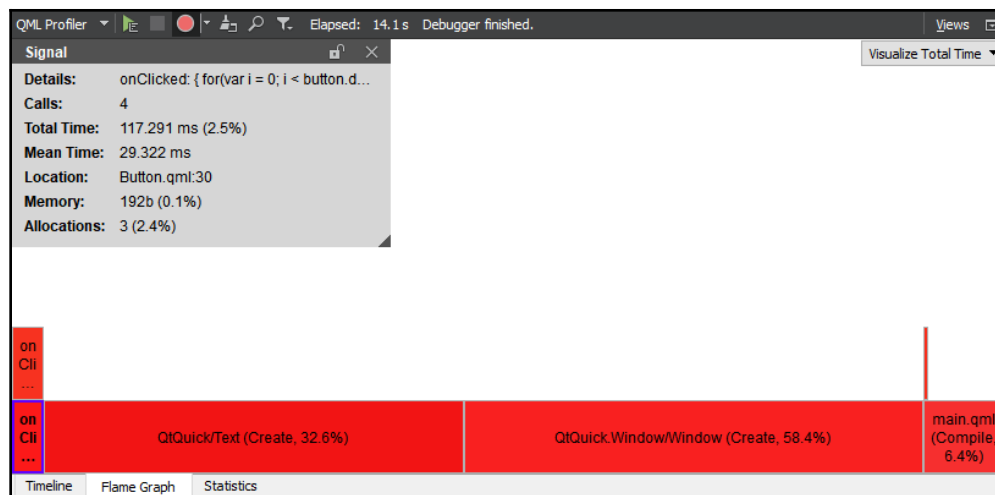 QML Profiler Elapsed: 14.1 s Debugger finished. Views
Signal
Visualize Total Time
Details: onClicked: { for(var i = 0; i < button.d...
Calls: 4
Total Time: 117.291 ms (2.5%)
Mean Time: 29.322 ms
Location: Button.qml:30
Memory: 192b (0.1%)
Allocations: 3 (2.4%)
on
Cli
...
on
Cli
...
QtQuick/Text (Create, 32.6%)
QtQuick.Window/Window (Create, 58.4%)
main.qml
(Compile,
6.4%)
Timeline Flame Graph Statistics